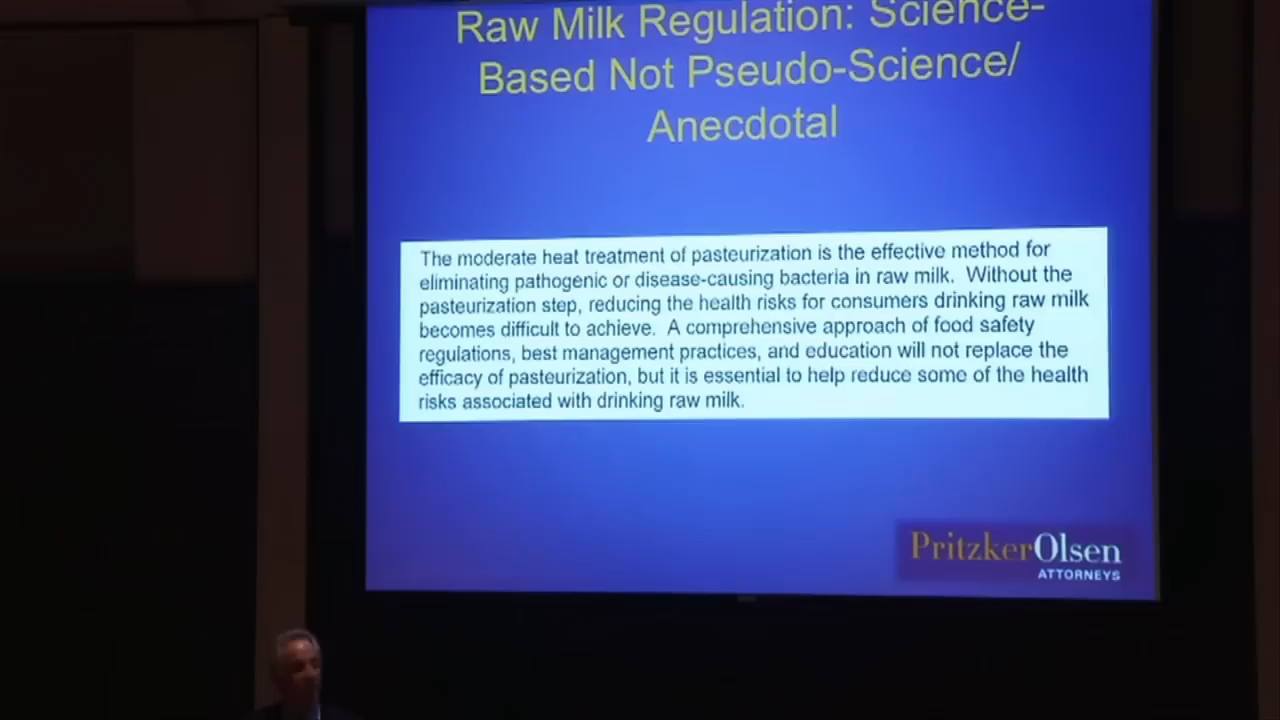 Raw Milk Regulation: Science-
Based Not Pseudo-Science/
Anecdotal
The moderate heat treatment of pasteurization is the effective method for
eliminating pathogenic or disease-causing bacteria in raw milk. Without the
pasteurization step, reducing the health risks for consumers drinking raw milk
becomes difficult to achieve. A comprehensive approach of food safety
regulations, best management practices, and education will not replace the
efficacy of pasteurization, but it is essential to help reduce some of the health
risks associated with drinking raw milk.
PritzkerOlsen
ATTORNEYS